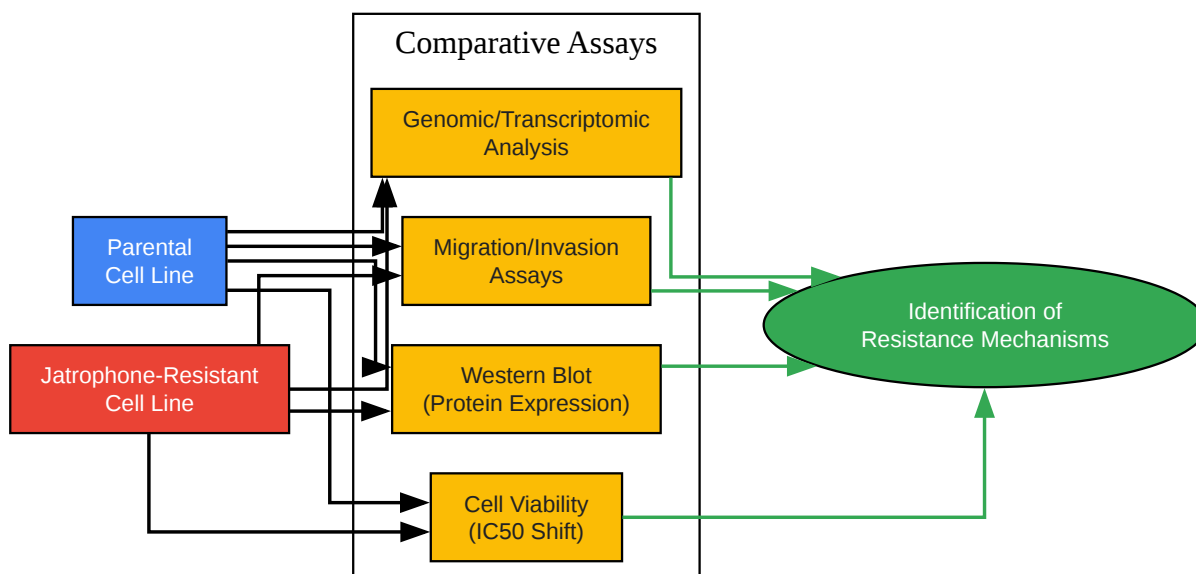 Comparative Assays
Genomic/Transcriptomic
Analysis
Parental
Cell Line
Migration/Invasion
Assays
Identification of
Resistance Mechanisms
Jatrophone-Resistant
Cell Line
Western Blot
(Protein Expression)
Cell Viability
(IC50 Shift)